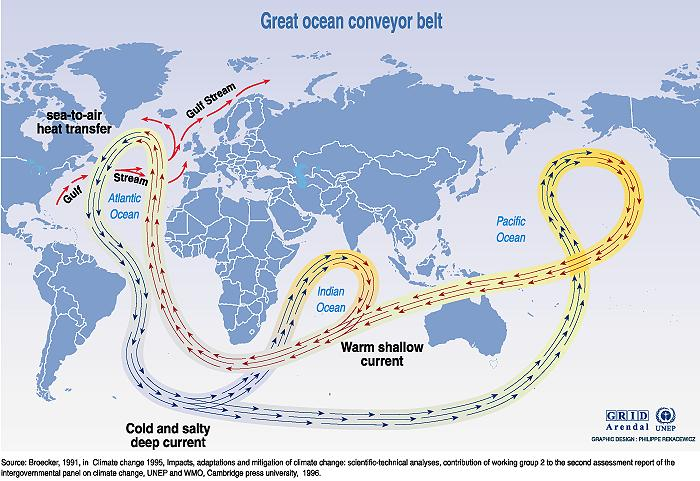 Great ocean conveyor belt
sea-to-air
heat transfer
Gulf Stream
Gulf
Stream
Atlantic
Ocean
Pacific
Ocean
Indian
Ocean
Warm shallow
current
Cold and salty
deep current
GRID
Arendal
UNEP
GRAPHIC DESIGN : PHILIPPE REKACEWICZ
Source: Broecker, 1991, in Climate change 1995, Impacts, adaptations and mitigation of climate change: scientific-technical analyses, contribution of working group 2 to the second assessment report of the
intergovernmental panel on climate change, UNEP and WMO, Cambridge press university, 1996.